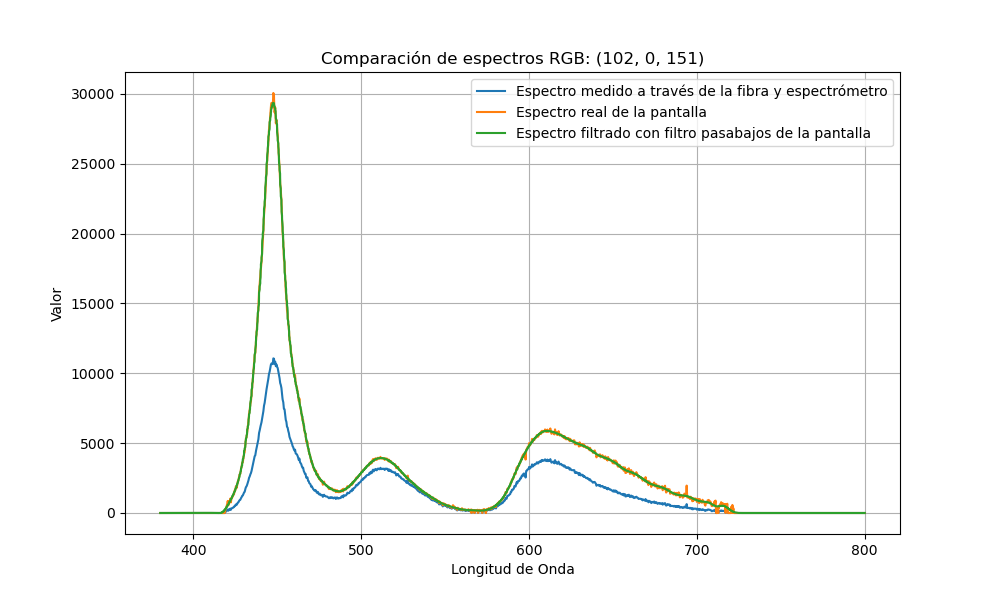 Comparación de espectros RGB: (102, 0, 151)
Espectro medido a través de la fibra y espectrómetro
Espectro real de la pantalla
Espectro filtrado con filtro pasabajos de la pantalla
30000
25000
20000
15000
10000
5000
0
Valor
400 500 600 700 800
Longitud de Onda